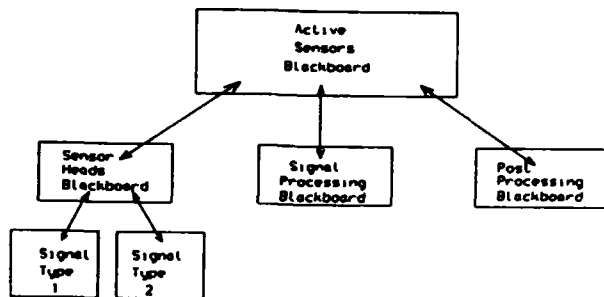 Active
Sensors
Blackboard
Sensor
Heads
Blackboard
Signal
Processing
Blackboard
Post
Processing
Blackboard
Signal
Type
1
Signal
Type
2